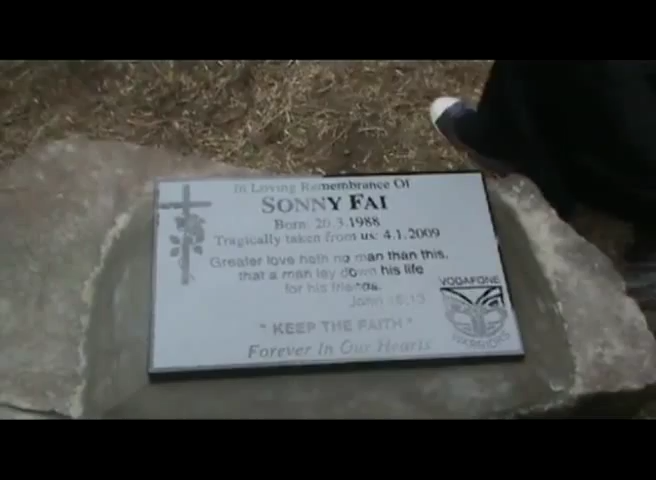 In Loving Remembrance Of
SONNY FAI
Born: 20.3.1988
Tragically taken from us: 4.1.2009
Greater love hath no man than this,
that a man lay down his life
for his friends.
John 15:13
VODAFONE
WARRIORS
" KEEP THE FAITH "
Forever In Our Hearts